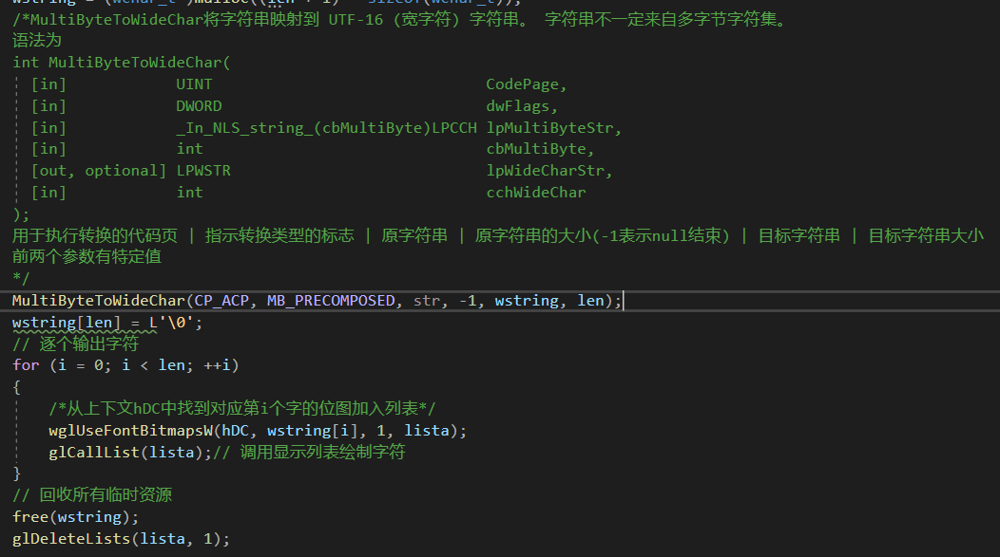 wstring = (wchar_t*)malloc((len + 1) * sizeof(wchar_t));
/*MultiByteToWideChar将字符串映射到 UTF-16 (宽字符) 字符串。 字符串不一定来自多字节字符集。
语法为
int MultiByteToWideChar(
[in] UINT CodePage,
[in] DWORD dwFlags,
[in] _In_NLS_string_(cbMultiByte)LPCCH lpMultiByteStr,
[in] int cbMultiByte,
[out, optional] LPWSTR lpWideCharStr,
[in] int cchWideChar
);
用于执行转换的代码页 | 指示转换类型的标志 | 原字符串 | 原字符串的大小(-1表示null结束) | 目标字符串 | 目标字符串大小
前两个参数有特定值
*/
MultiByteToWideChar(CP_ACP, MB_PRECOMPOSED, str, -1, wstring, len);
wstring[len] = L'\0';
// 逐个输出字符
for (i = 0; i < len; ++i)
{
/*从上下文hDC中找到对应第i个字的位图加入列表*/
wglUseFontBitmapsW(hDC, wstring[i], 1, lista);
glCallList(lista);// 调用显示列表绘制字符
}
// 回收所有临时资源
free(wstring);
glDeleteLists(lista, 1);